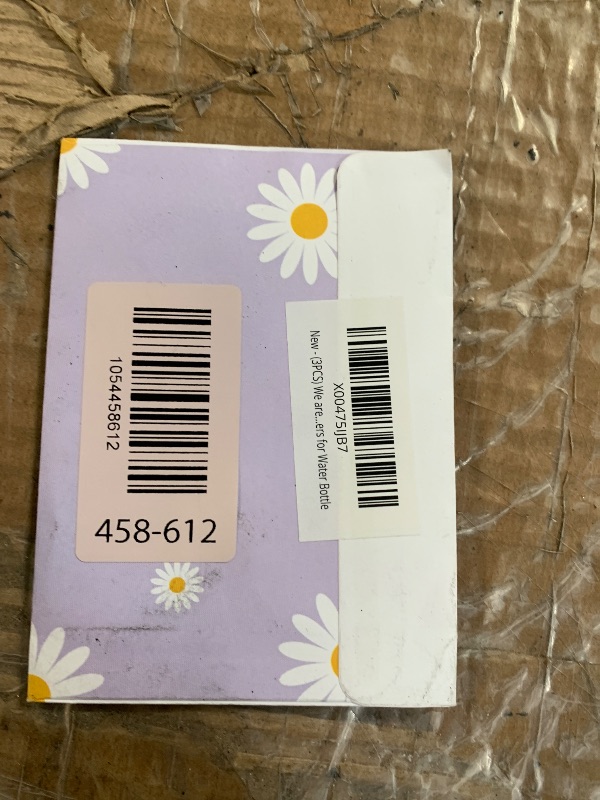 1054458612
458-612
X00475IJB7
New - (3PCS) We are...ers for Water Bottle